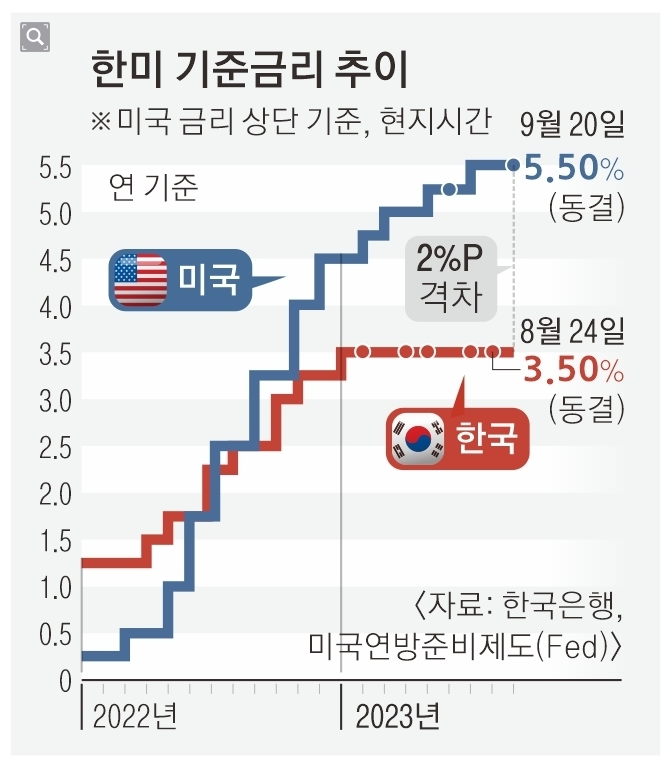 한미 기준금리 추이
※미국 금리 상단 기준, 현지시간
9월 20일
5.50%
(동결)
연 기준
5.5
5.0
4.5
4.0
3.5
3.0
2.5
2.0
1.5
1.0
0.5
0
미국
2%P
격차
8월 24일
3.50%
(동결)
한국
〈자료: 한국은행,
미국연방준비제도(Fed)〉
2022년
2023년